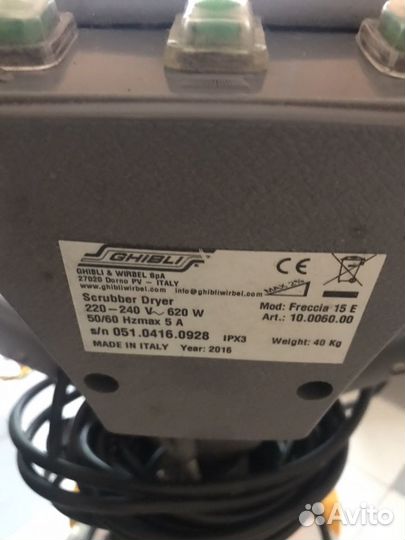 GHIBLI
GHIBLI & WIRBEL SpA
27020 Dorno PV - ITALY
www.ghibliwirbel.com info@ghibliwirbel.com
CE
MAX 2%
Scrubber Dryer
Mod: Freccia 15 E
220-240 V~ 620 W
Art.: 10.0060.00
50/60 Hzmax 5 A
s/n 051.0416.0928 IPX3
Weight: 40 Kg
MADE IN ITALY Year: 2016
Avito